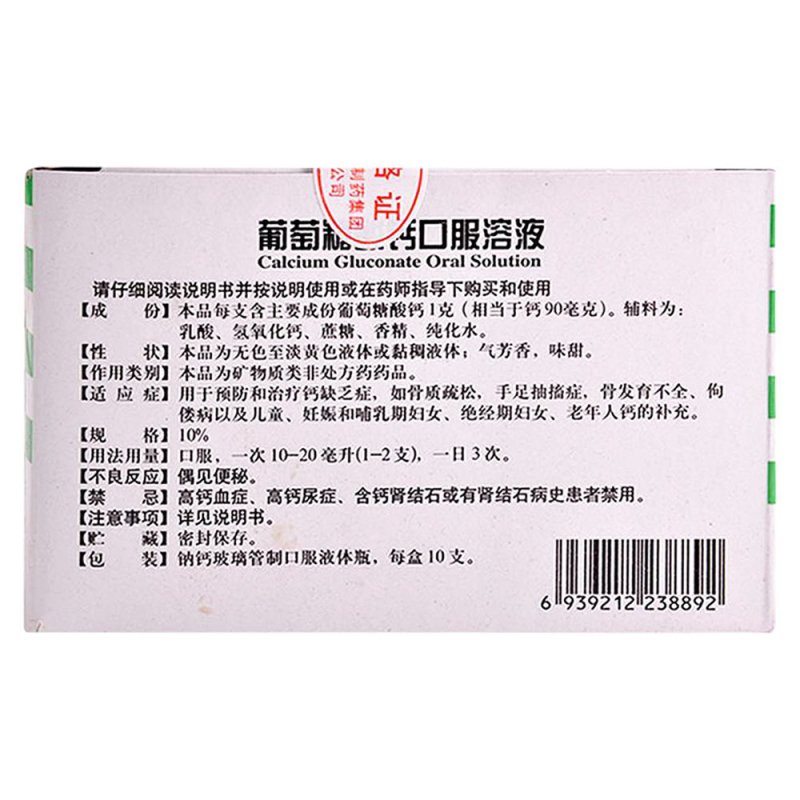 格证
制药集团
公司
葡萄糖酸钙口服溶液
Calcium Gluconate Oral Solution
请仔细阅读说明书并按说明使用或在药师指导下购买和使用
【成 份】本品每支含主要成份葡萄糖酸钙1克（相当于钙90毫克）。辅料为：
乳酸、氢氧化钙、蔗糖、香精、纯化水。
【性 状】本品为无色至淡黄色液体或黏稠液体；气芳香，味甜。
【作用类别】本品为矿物质类非处方药药品。
【适 应 症】用于预防和治疗钙缺乏症，如骨质疏松，手足抽搐症，骨发育不全、佝
偻病以及儿童、妊娠和哺乳期妇女、绝经期妇女、老年人钙的补充。
【规 格】10%
【用法用量】口服，一次10-20毫升(1-2支)，一日3次。
【不良反应】偶见便秘。
【禁 忌】高钙血症、高钙尿症、含钙肾结石或有肾结石病史患者禁用。
【注意事项】详见说明书。
【贮 藏】密封保存。
【包 装】钠钙玻璃管制口服液体瓶，每盒10支。
6 939212 238892